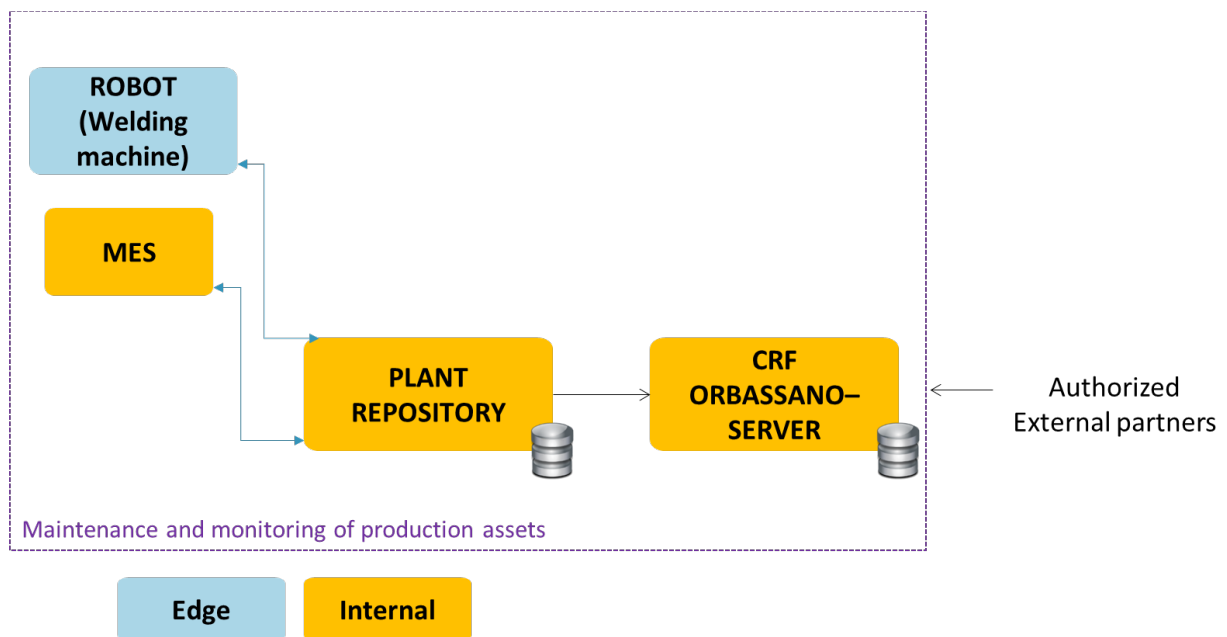 ROBOT
(Welding
machine)
MES
PLANT
REPOSITORY
CRF
ORBASSANO–
SERVER
Authorized
External partners
Maintenance and monitoring of production assets
Edge
Internal